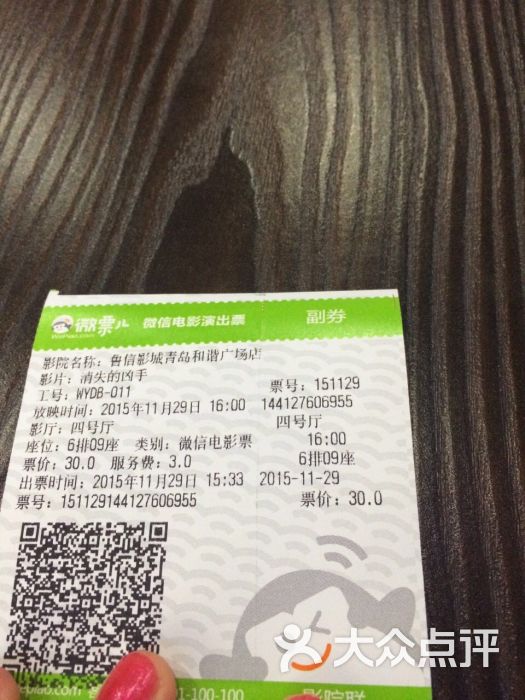 微票儿 微信电影演出票 副券
影院名称: 鲁信影城青岛和谐广场店
影片: 消失的凶手
工号: WYDB-011
票号: 151129
放映时间: 2015年11月29日 16:00
144127606955
影厅: 四号厅
四号厅
座位: 6排09座 类别: 微信电影票
16:00
票价: 30.0 服务费: 3.0
6排09座
出票时间: 2015年11月29日 15:33
2015-11-29
票号: 151129144127606955
票价: 30.0
大众点评
01-100-100
影院联